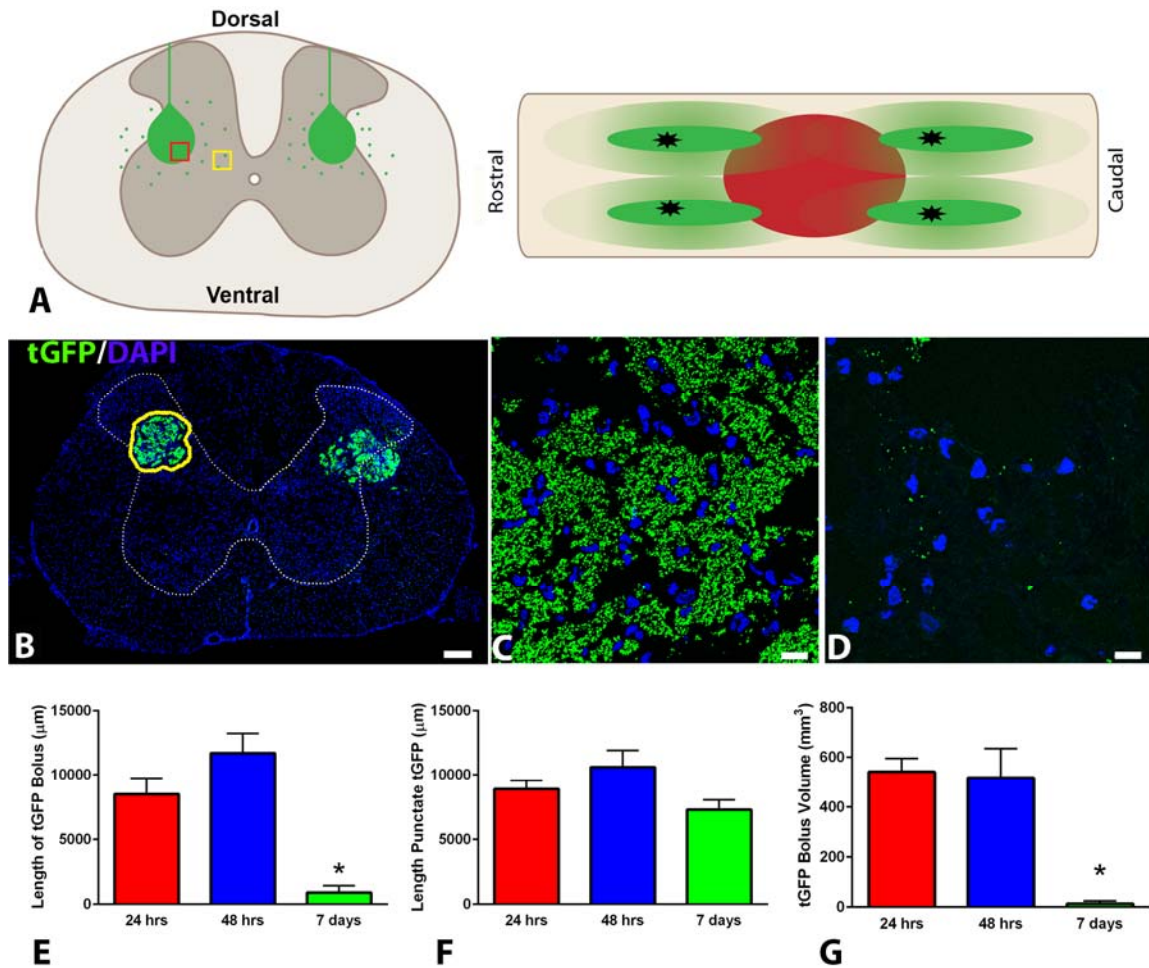 Dorsal
Ventral
A
Rostral
Caudal
tGFP/DAPI
B
C
D
Length of tGFP Bolus (μm)
15000
10000
5000
0
*
24 hrs 48 hrs 7 days
E
Length Punctate tGFP (μm)
15000
10000
5000
0
24 hrs 48 hrs 7 days
F
tGFP Bolus Volume (mm³)
800
600
400
200
0
*
24 hrs 48 hrs 7 days
G